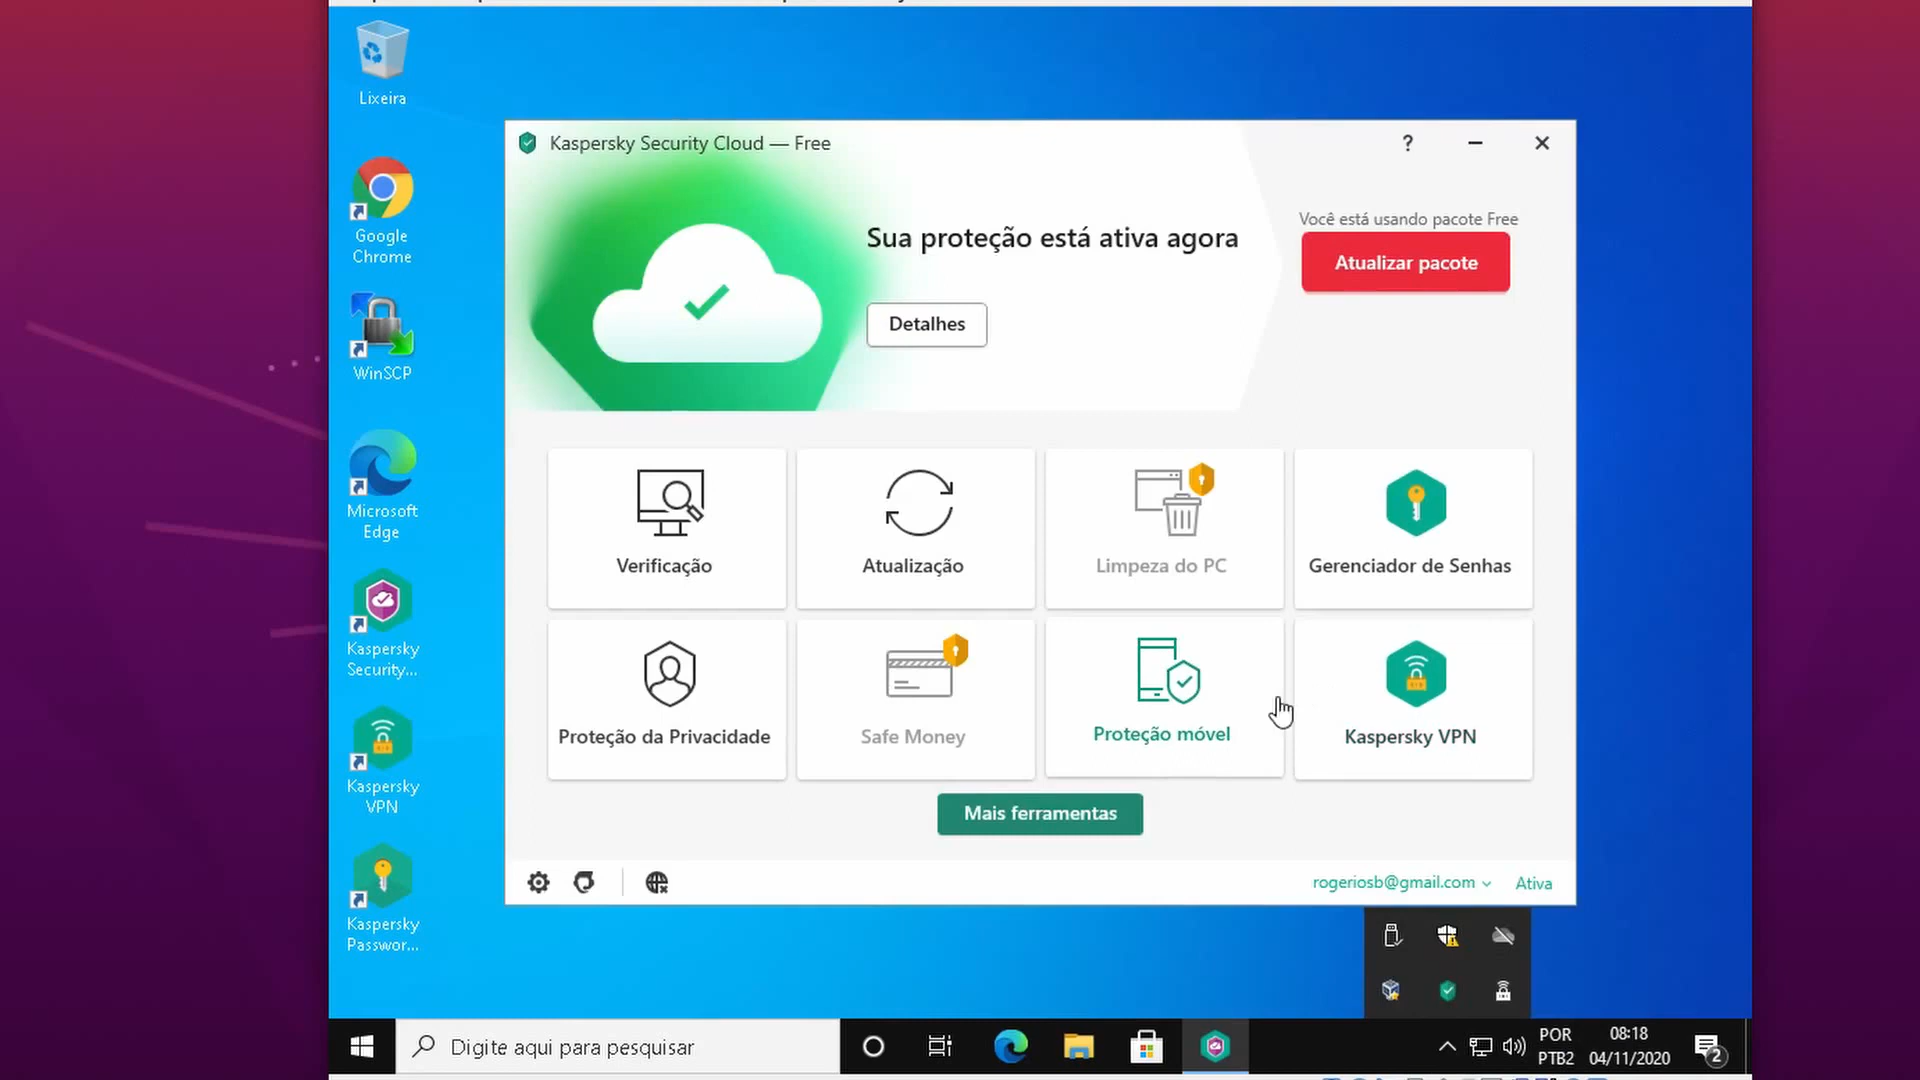 Lixeira
Google
Chrome
WinSCP
Microsoft
Edge
Kaspersky
Security...
Kaspersky
VPN
Kaspersky
Passwor...
Kaspersky Security Cloud — Free
?
Sua proteção está ativa agora
Detalhes
Você está usando pacote Free
Atualizar pacote
Verificação
Atualização
Limpeza do PC
Gerenciador de Senhas
Proteção da Privacidade
Safe Money
Proteção móvel
Kaspersky VPN
Mais ferramentas
rogeriosb@gmail.com
Ativa
Digite aqui para pesquisar
POR
PTB2
08:18
04/11/2020
2